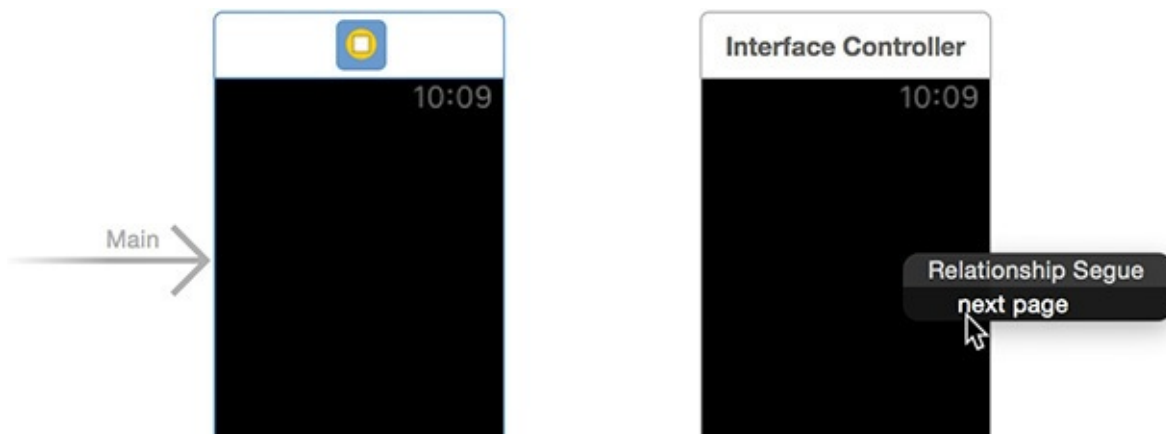 Interface Controller
10:09
10:09
Main
Relationship Segue
next page